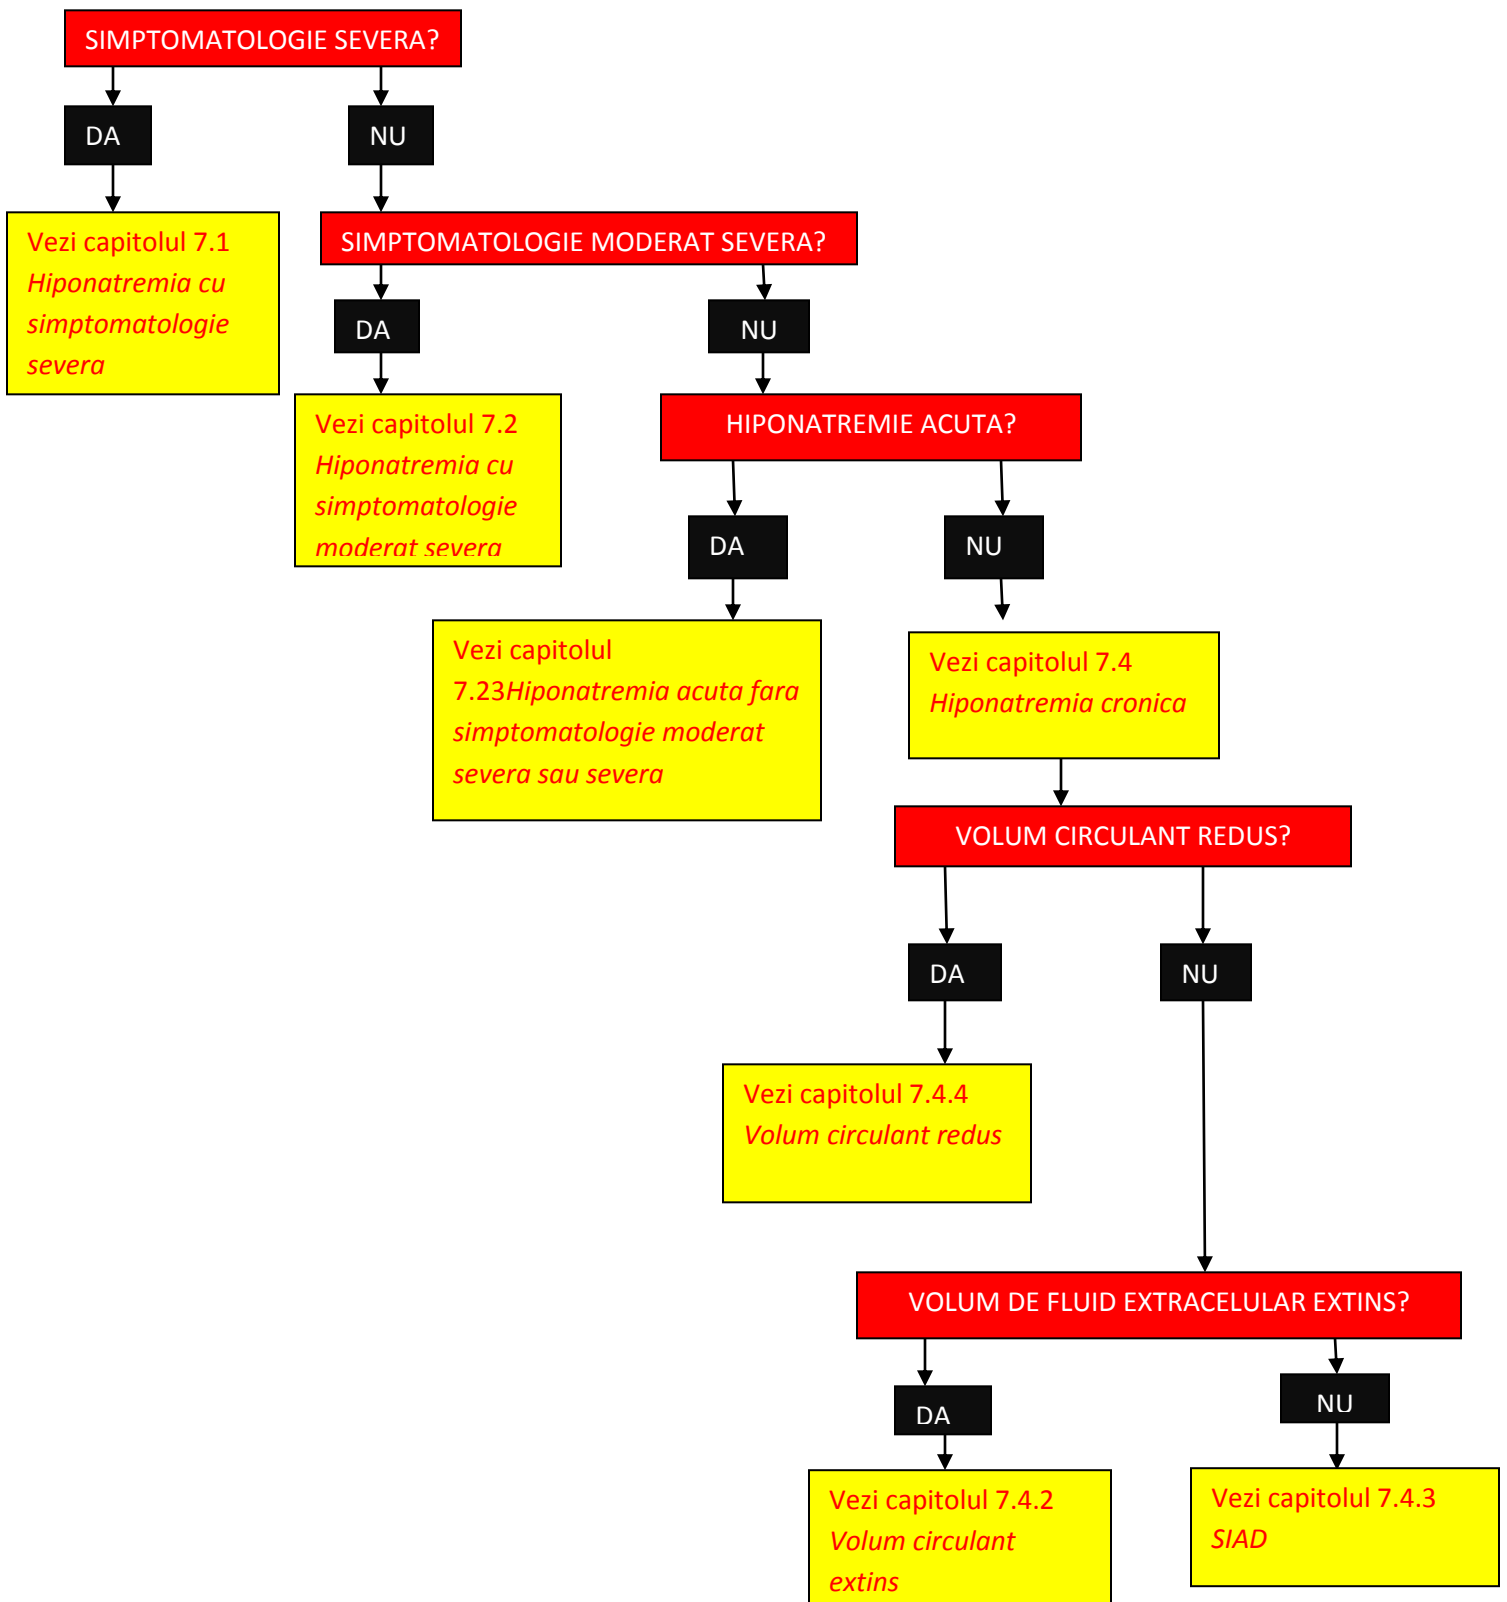 SIMPTOMATOLOGIE SEVERA?
DA
NU
Vezi capitolul 7.1
Hiponatremia cu
simptomatologie
severa
SIMPTOMATOLOGIE MODERAT SEVERA?
DA
NU
Vezi capitolul 7.2
Hiponatremia cu
simptomatologie
moderat severa
HIPONATREMIE ACUTA?
DA
NU
Vezi capitolul
7.23Hiponatremia acuta fara
simptomatologie moderat
severa sau severa
Vezi capitolul 7.4
Hiponatremia cronica
VOLUM CIRCULANT REDUS?
DA
NU
Vezi capitolul 7.4.4
Volum circulant redus
VOLUM DE FLUID EXTRACELULAR EXTINS?
DA
NU
Vezi capitolul 7.4.2
Volum circulant
extins
Vezi capitolul 7.4.3
SIAD